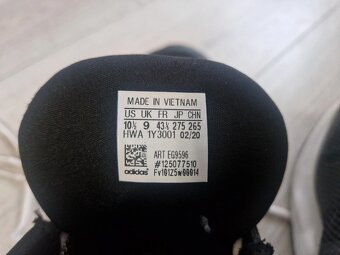 MADE IN VIETNAM
US UK FR JP CHN
10½ 9 43⅓ 275 265
HWA 1Y3001 02/20
ART EG9596
#125077510
adidas Fv101Z5w00014